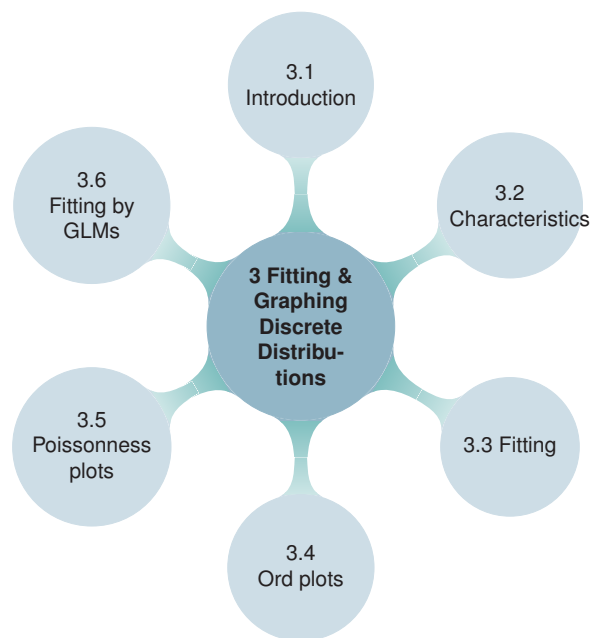 3.1
Introduction
3.2
Characteristics
3.3 Fitting
3.4
Ord plots
3.5
Poissonness
plots
3.6
Fitting by
GLMs
3 Fitting &
Graphing
Discrete
Distribu-
tions